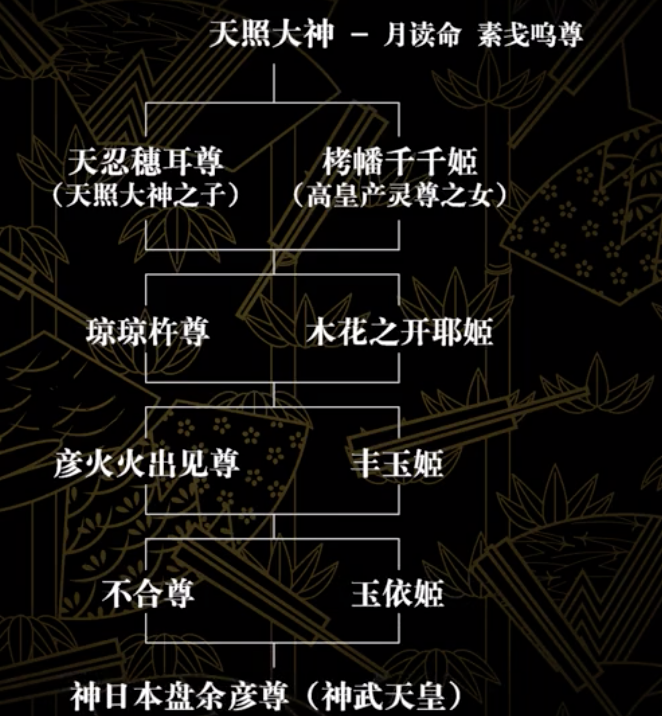 天照大神 - 月读命 素戈鸣尊
天忍穗耳尊 栲幡千千姬
（天照大神之子） （高皇产灵尊之女）
琼琼杵尊 木花之开耶姬
彦火火出见尊 丰玉姬
不合尊 玉依姬
神日本盘余彦尊（神武天皇）